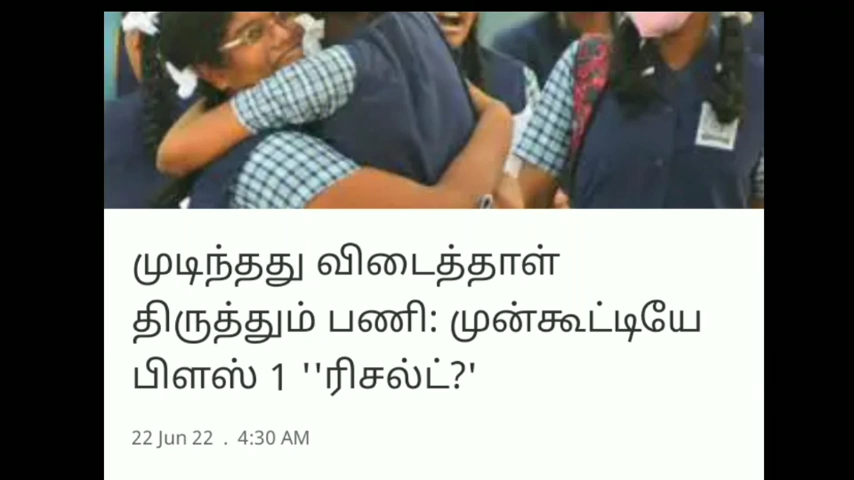 முடிந்தது விடைத்தாள்
திருத்தும் பணி: முன்கூட்டியே
பிளஸ் 1 ''ரிசல்ட்?'
22 Jun 22 . 4:30 AM